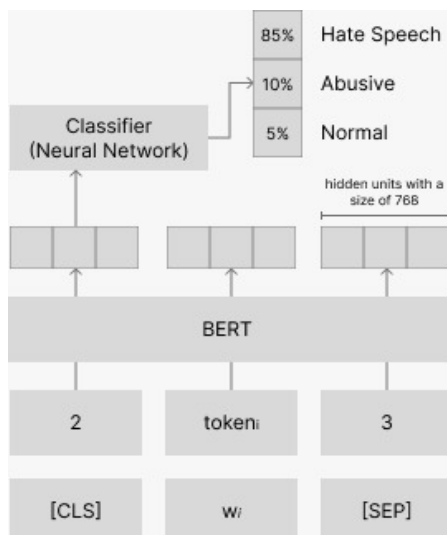 85% Hate Speech
10% Abusive
5% Normal
Classifier
(Neural Network)
hidden units with a
size of 768
BERT
2 tokenᵢ 3
[CLS] wᵢ [SEP]